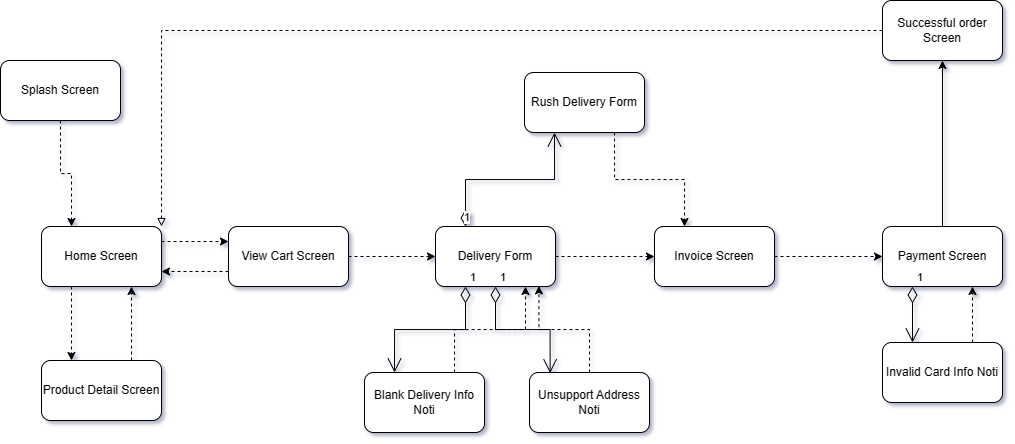 Successful order
Screen
Splash Screen
Rush Delivery Form
1
Home Screen
View Cart Screen
Delivery Form
1
1
Invoice Screen
Payment Screen
1
Product Detail Screen
Blank Delivery Info
Noti
Unsupport Address
Noti
Invalid Card Info Noti